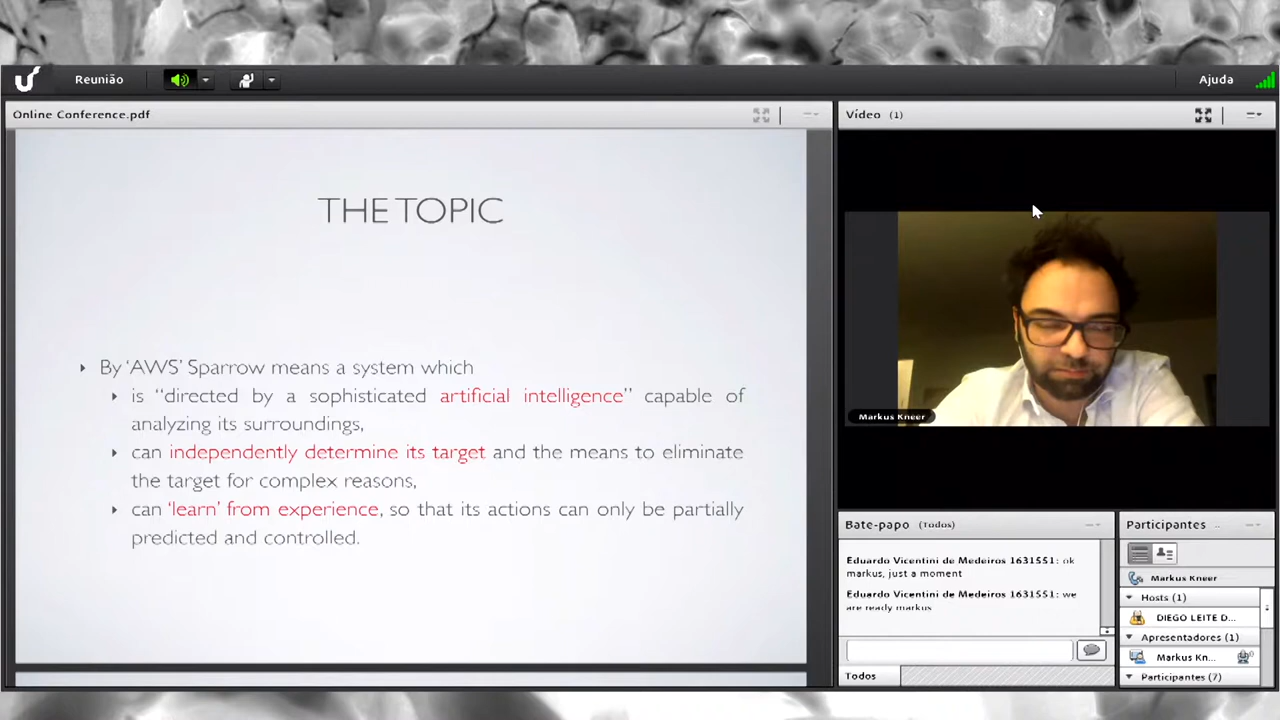 Reunião
Ajuda
Online Conference.pdf
THE TOPIC
By ‘AWS’ Sparrow means a system which
is “directed by a sophisticated artificial intelligence” capable of
analyzing its surroundings,
can independently determine its target and the means to eliminate
the target for complex reasons,
can ‘learn’ from experience, so that its actions can only be partially
predicted and controlled.
Vídeo (1)
Markus Kneer
Bate-papo (Todos)
Eduardo Vicentini de Medeiros 1631551: ok
markus, just a moment
Eduardo Vicentini de Medeiros 1631551: we
are ready markus
Todos
Participantes ..
Markus Kneer
Hosts (1)
DIEGO LEITE D...
Apresentadores (1)
Markus Kn...
Participantes (7)